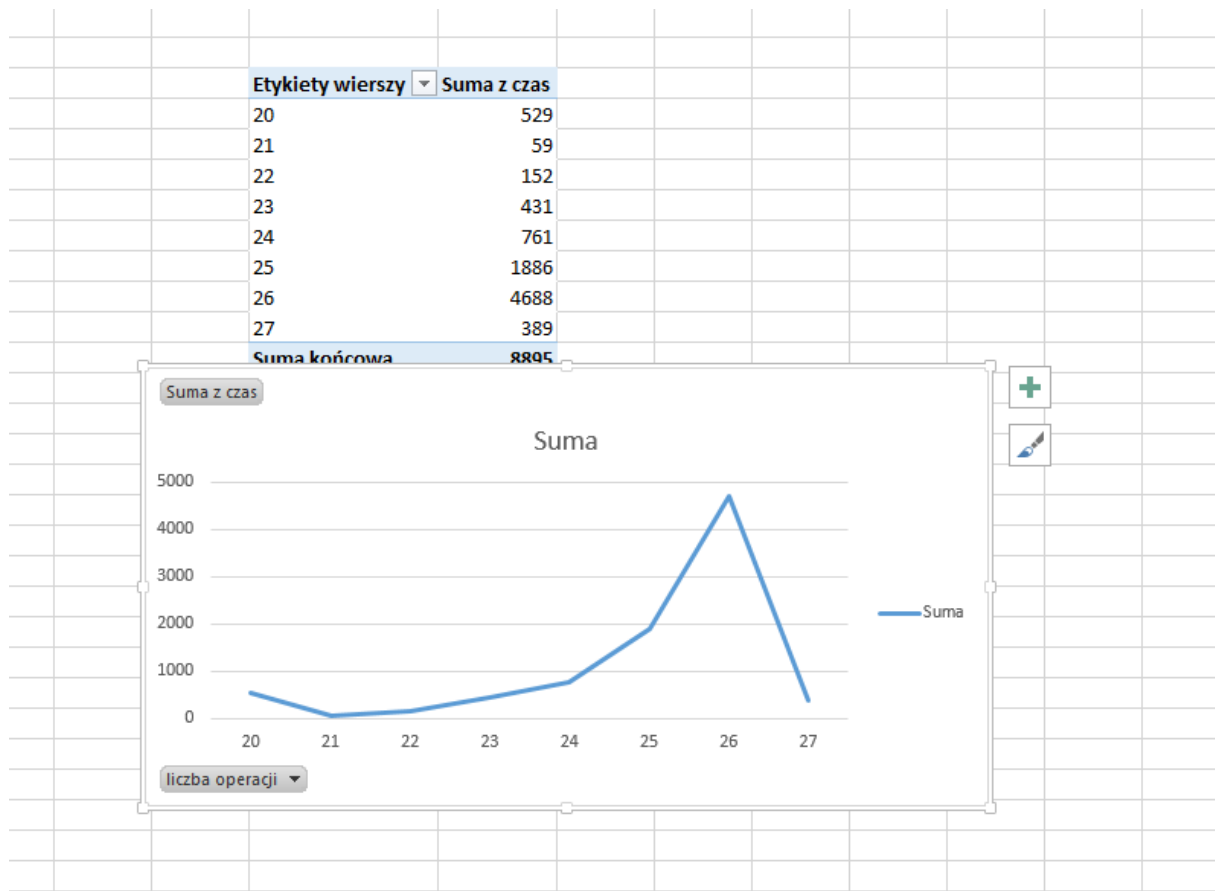 Etykiety wierszy Suma z czas
20 529
21 59
22 152
23 431
24 761
25 1886
26 4688
27 389
Suma końcowa 8895
Suma z czas
Suma
5000
4000
3000
2000
1000
0
Suma
20 21 22 23 24 25 26 27
liczba operacji